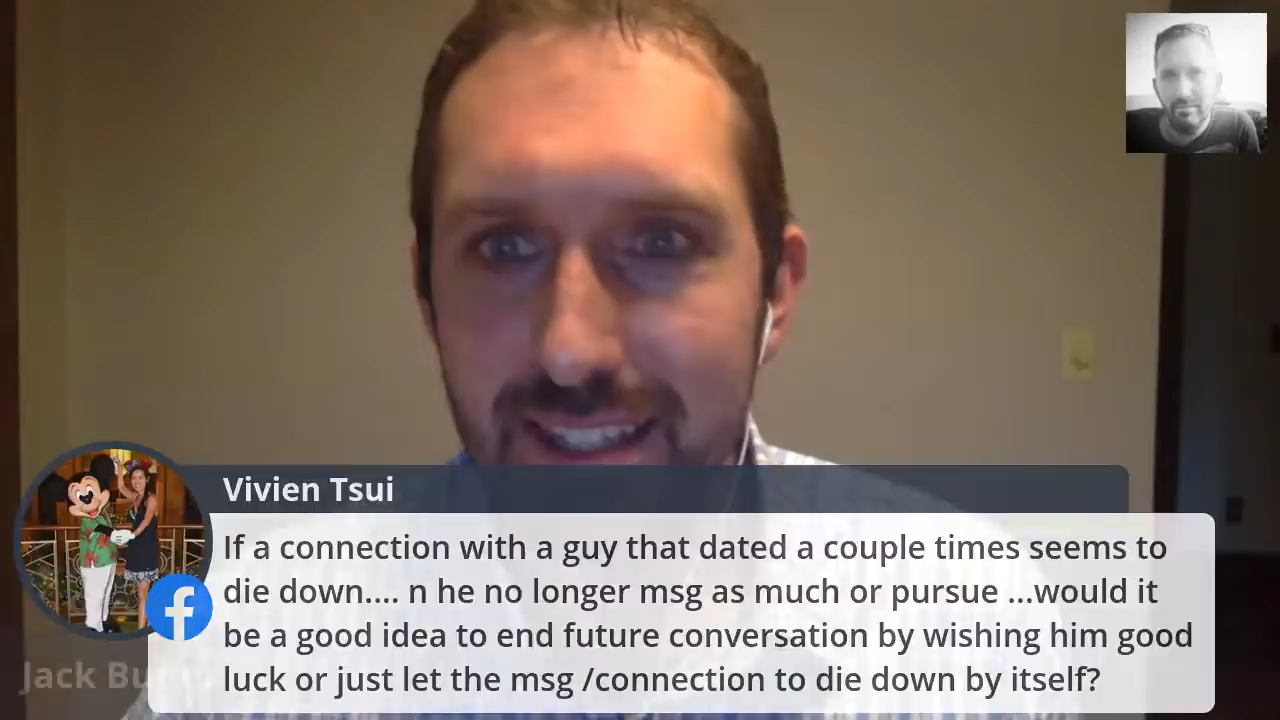 Vivien Tsui
If a connection with a guy that dated a couple times seems to
die down.... n he no longer msg as much or pursue ...would it
be a good idea to end future conversation by wishing him good
luck or just let the msg /connection to die down by itself?
Jack